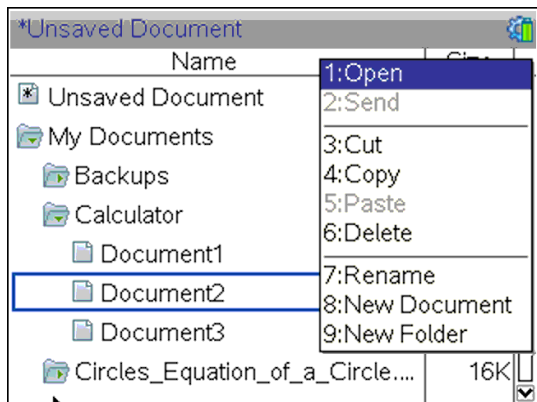 *Unsaved Document
Name
1:Open
2:Send
3:Cut
4:Copy
5:Paste
6:Delete
7:Rename
8:New Document
9:New Folder
Unsaved Document
My Documents
Backups
Calculator
Document1
Document2
Document3
Circles_Equation_of_a_Circle.... 16K